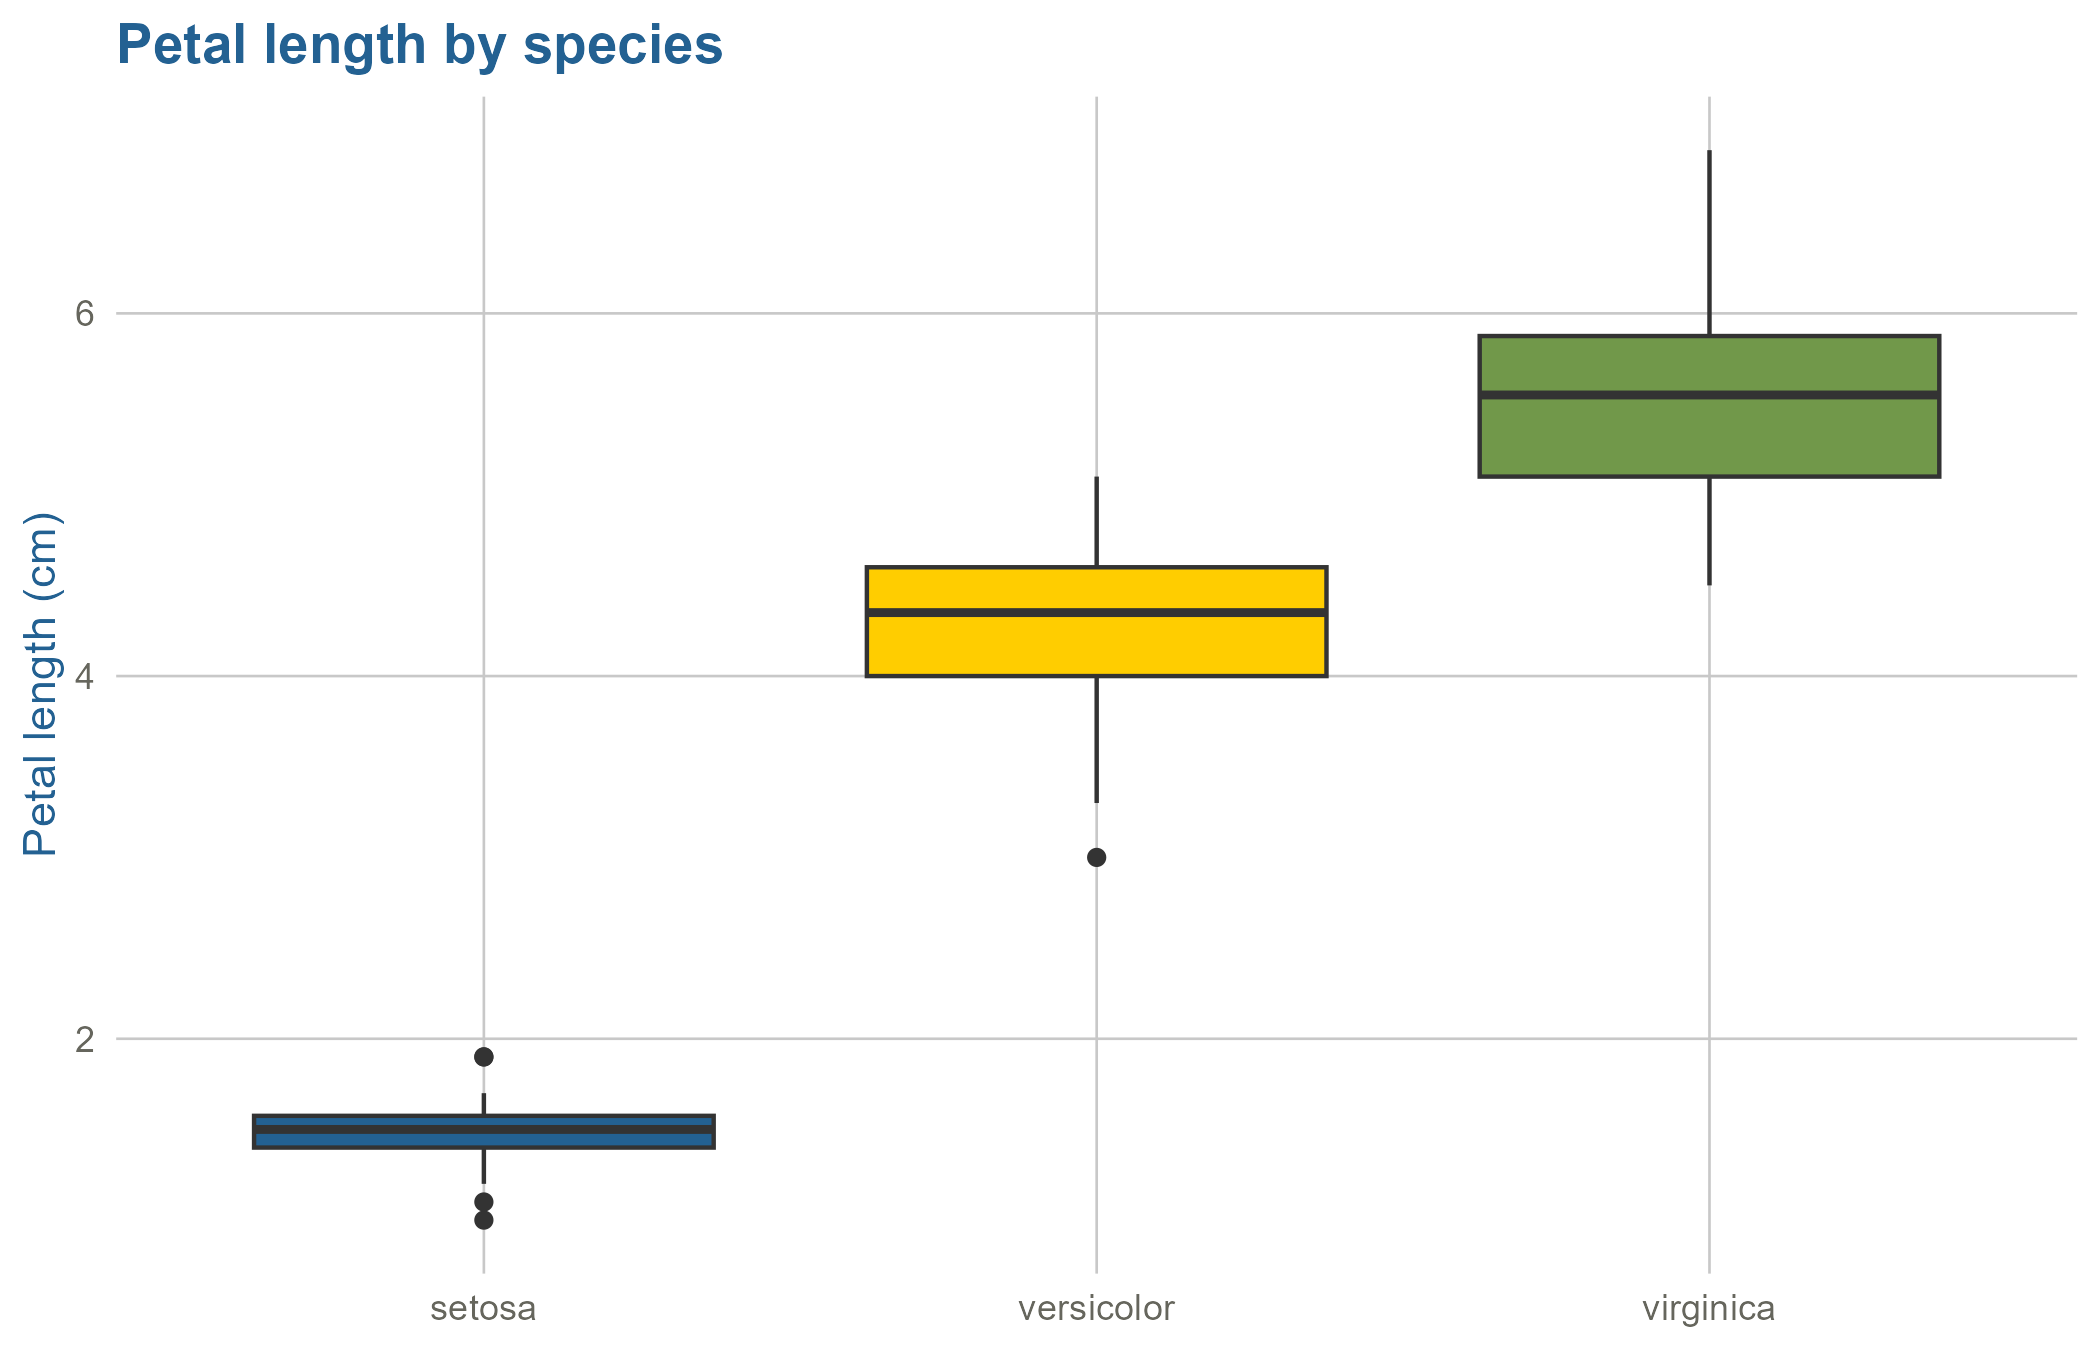 Petal length by species
Petal length (cm)
6
4
2
setosa
versicolor
virginica